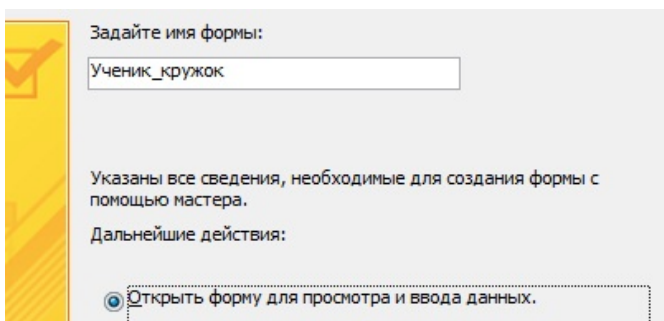 Задайте имя формы:
Ученик_кружок
Указаны все сведения, необходимые для создания формы с
помощью мастера.
Дальнейшие действия:
Открыть форму для просмотра и ввода данных.